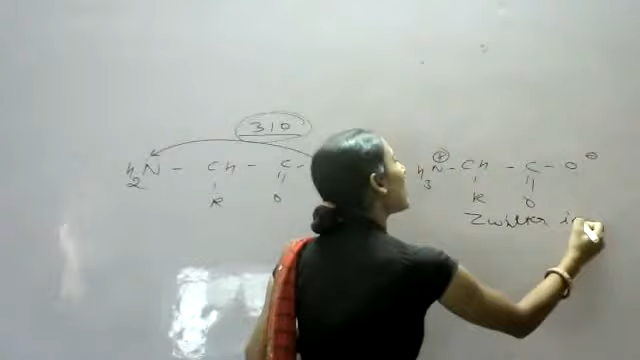 310
H₂N - CH - C -
R O
H₃N⊕ - CH - C - O⊖
R O
Zwitter i